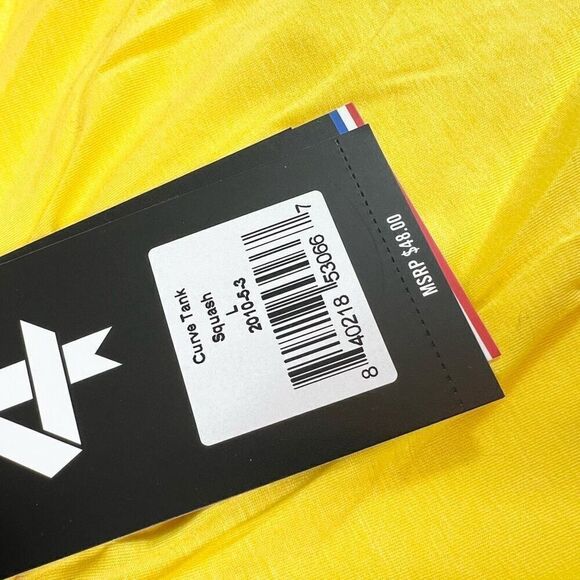 Curve Tank
Squash
L
2010-5-3
8 40218 53066 7
MSRP $48.00